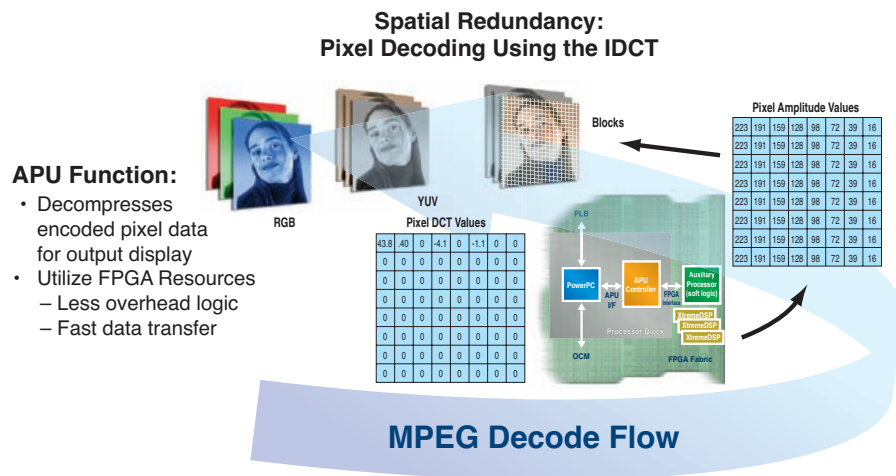 Spatial Redundancy:
Pixel Decoding Using the IDCT
APU Function:
• Decompresses
encoded pixel data
for output display
• Utilize FPGA Resources
– Less overhead logic
– Fast data transfer
RGB
YUV
Blocks
Pixel DCT Values
43.8 .40 0 -4.1 0 -1.1 0 0
0 0 0 0 0 0 0 0
0 0 0 0 0 0 0 0
0 0 0 0 0 0 0 0
0 0 0 0 0 0 0 0
0 0 0 0 0 0 0 0
0 0 0 0 0 0 0 0
0 0 0 0 0 0 0 0
PLB
PowerPC
APU
I/F
APU
Controller
FPGA
Interface
Auxiliary
Processor
(soft logic)
XtremeDSP
XtremeDSP
XtremeDSP
Processor Block
OCM
FPGA Fabric
Pixel Amplitude Values
223 191 159 128 98 72 39 16
223 191 159 128 98 72 39 16
223 191 159 128 98 72 39 16
223 191 159 128 98 72 39 16
223 191 159 128 98 72 39 16
223 191 159 128 98 72 39 16
223 191 159 128 98 72 39 16
223 191 159 128 98 72 39 16
MPEG Decode Flow